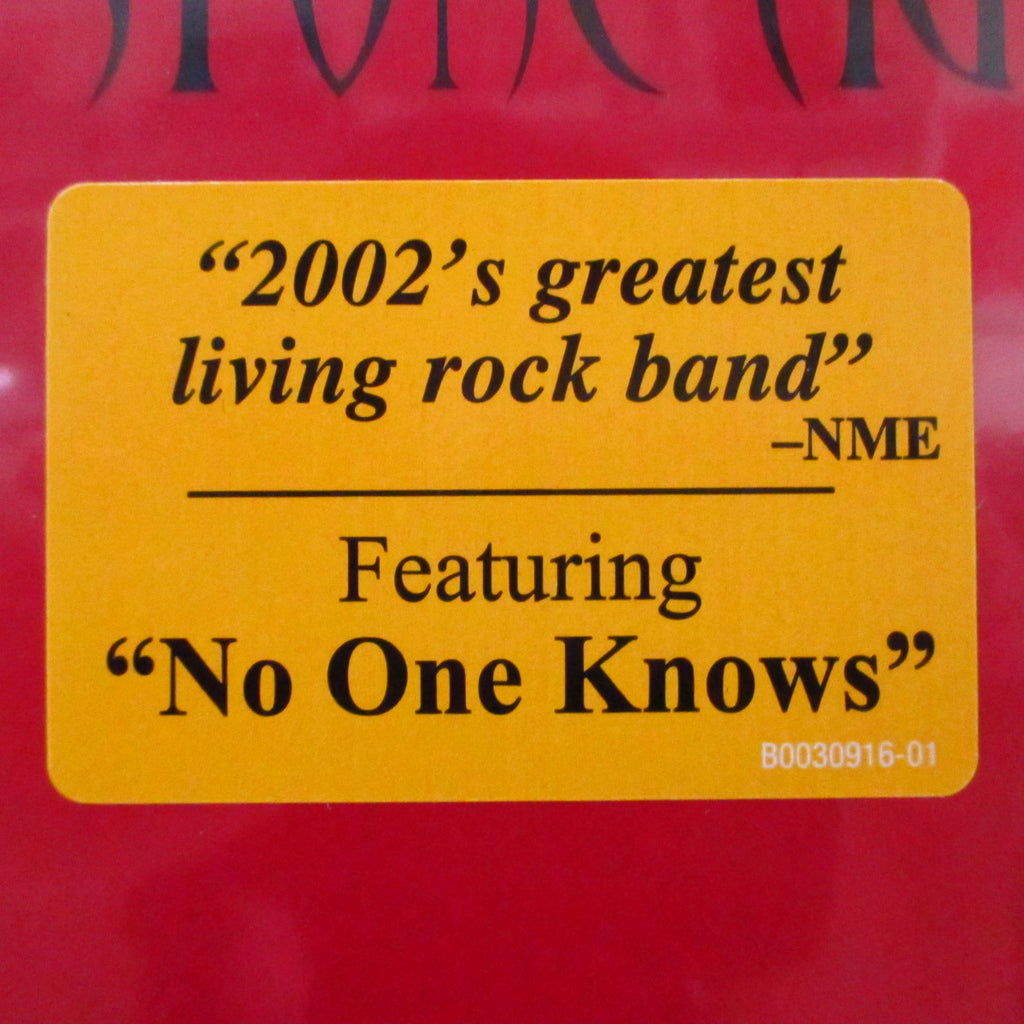 “2002’s greatest
living rock band”
–NME
Featuring
“No One Knows”
B0030916-01